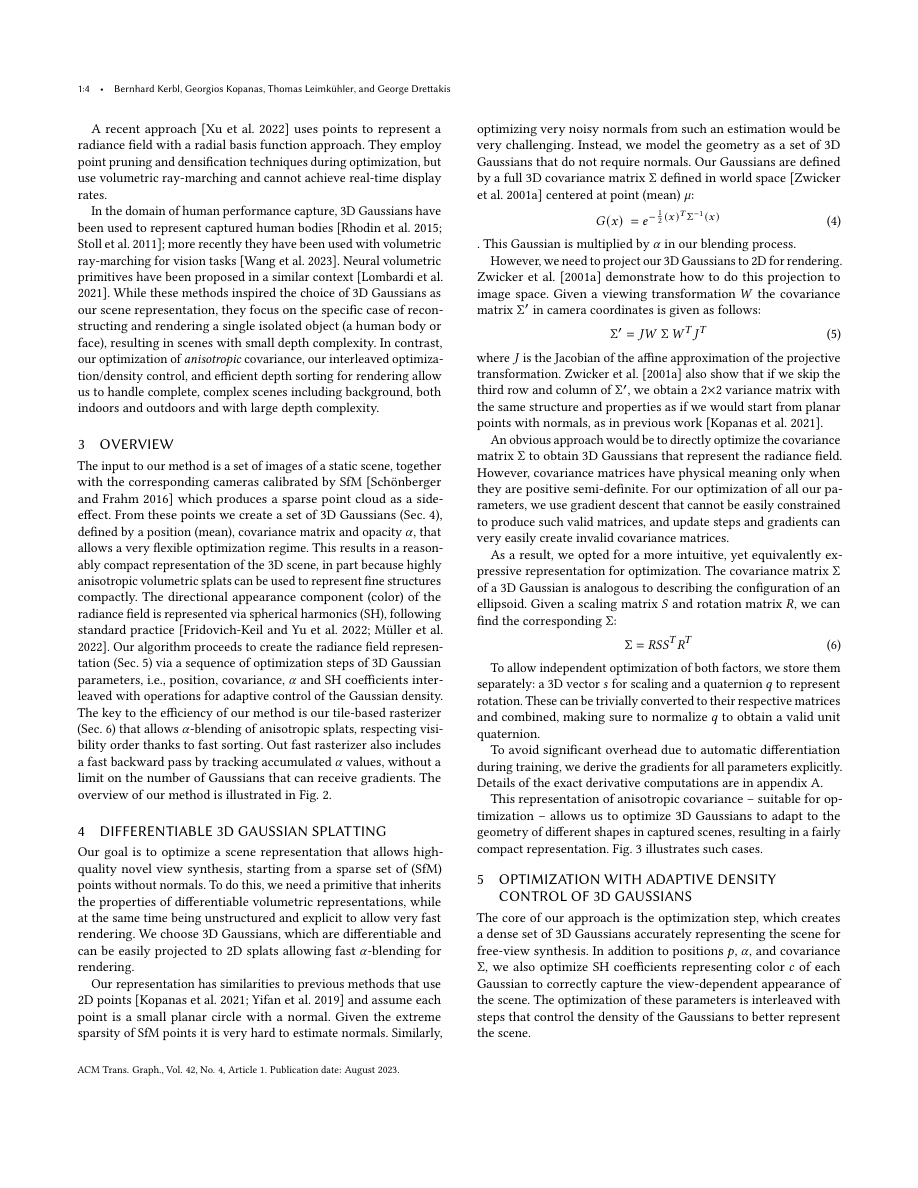 1:4 • Bernhard Kerbl, Georgios Kopanas, Thomas Leimkühler, and George Drettakis
A recent approach [Xu et al. 2022] uses points to represent a
radiance field with a radial basis function approach. They employ
point pruning and densification techniques during optimization, but
use volumetric ray-marching and cannot achieve real-time display
rates.
In the domain of human performance capture, 3D Gaussians have
been used to represent captured human bodies [Rhodin et al. 2015;
Stoll et al. 2011]; more recently they have been used with volumetric
ray-marching for vision tasks [Wang et al. 2023]. Neural volumetric
primitives have been proposed in a similar context [Lombardi et al.
2021]. While these methods inspired the choice of 3D Gaussians as
our scene representation, they focus on the specific case of recon-
structing and rendering a single isolated object (a human body or
face), resulting in scenes with small depth complexity. In contrast,
our optimization of anisotropic covariance, our interleaved optimiza-
tion/density control, and efficient depth sorting for rendering allow
us to handle complete, complex scenes including background, both
indoors and outdoors and with large depth complexity.
3 OVERVIEW
The input to our method is a set of images of a static scene, together
with the corresponding cameras calibrated by SfM [Schönberger
and Frahm 2016] which produces a sparse point cloud as a side-
effect. From these points we create a set of 3D Gaussians (Sec. 4),
defined by a position (mean), covariance matrix and opacity α, that
allows a very flexible optimization regime. This results in a reason-
ably compact representation of the 3D scene, in part because highly
anisotropic volumetric splats can be used to represent fine structures
compactly. The directional appearance component (color) of the
radiance field is represented via spherical harmonics (SH), following
standard practice [Fridovich-Keil and Yu et al. 2022; Müller et al.
2022]. Our algorithm proceeds to create the radiance field represen-
tation (Sec. 5) via a sequence of optimization steps of 3D Gaussian
parameters, i.e., position, covariance, α and SH coefficients inter-
leaved with operations for adaptive control of the Gaussian density.
The key to the efficiency of our method is our tile-based rasterizer
(Sec. 6) that allows α-blending of anisotropic splats, respecting visi-
bility order thanks to fast sorting. Out fast rasterizer also includes
a fast backward pass by tracking accumulated α values, without a
limit on the number of Gaussians that can receive gradients. The
overview of our method is illustrated in Fig. 2.
4 DIFFERENTIABLE 3D GAUSSIAN SPLATTING
Our goal is to optimize a scene representation that allows high-
quality novel view synthesis, starting from a sparse set of (SfM)
points without normals. To do this, we need a primitive that inherits
the properties of differentiable volumetric representations, while
at the same time being unstructured and explicit to allow very fast
rendering. We choose 3D Gaussians, which are differentiable and
can be easily projected to 2D splats allowing fast α-blending for
rendering.
Our representation has similarities to previous methods that use
2D points [Kopanas et al. 2021; Yifan et al. 2019] and assume each
point is a small planar circle with a normal. Given the extreme
sparsity of SfM points it is very hard to estimate normals. Similarly,
optimizing very noisy normals from such an estimation would be
very challenging. Instead, we model the geometry as a set of 3D
Gaussians that do not require normals. Our Gaussians are defined
by a full 3D covariance matrix Σ defined in world space [Zwicker
et al. 2001a] centered at point (mean) μ:
G(x) = e^{−\frac{1}{2}(x)^T Σ^{−1}(x)} (4)
. This Gaussian is multiplied by α in our blending process.
However, we need to project our 3D Gaussians to 2D for rendering.
Zwicker et al. [2001a] demonstrate how to do this projection to
image space. Given a viewing transformation W the covariance
matrix Σ′ in camera coordinates is given as follows:
Σ′ = JW Σ W^T J^T (5)
where J is the Jacobian of the affine approximation of the projective
transformation. Zwicker et al. [2001a] also show that if we skip the
third row and column of Σ′, we obtain a 2×2 variance matrix with
the same structure and properties as if we would start from planar
points with normals, as in previous work [Kopanas et al. 2021].
An obvious approach would be to directly optimize the covariance
matrix Σ to obtain 3D Gaussians that represent the radiance field.
However, covariance matrices have physical meaning only when
they are positive semi-definite. For our optimization of all our pa-
rameters, we use gradient descent that cannot be easily constrained
to produce such valid matrices, and update steps and gradients can
very easily create invalid covariance matrices.
As a result, we opted for a more intuitive, yet equivalently ex-
pressive representation for optimization. The covariance matrix Σ
of a 3D Gaussian is analogous to describing the configuration of an
ellipsoid. Given a scaling matrix S and rotation matrix R, we can
find the corresponding Σ:
Σ = RSS^T R^T (6)
To allow independent optimization of both factors, we store them
separately: a 3D vector s for scaling and a quaternion q to represent
rotation. These can be trivially converted to their respective matrices
and combined, making sure to normalize q to obtain a valid unit
quaternion.
To avoid significant overhead due to automatic differentiation
during training, we derive the gradients for all parameters explicitly.
Details of the exact derivative computations are in appendix A.
This representation of anisotropic covariance – suitable for op-
timization – allows us to optimize 3D Gaussians to adapt to the
geometry of different shapes in captured scenes, resulting in a fairly
compact representation. Fig. 3 illustrates such cases.
5 OPTIMIZATION WITH ADAPTIVE DENSITY
CONTROL OF 3D GAUSSIANS
The core of our approach is the optimization step, which creates
a dense set of 3D Gaussians accurately representing the scene for
free-view synthesis. In addition to positions p, α, and covariance
Σ, we also optimize SH coefficients representing color c of each
Gaussian to correctly capture the view-dependent appearance of
the scene. The optimization of these parameters is interleaved with
steps that control the density of the Gaussians to better represent
the scene.
ACM Trans. Graph., Vol. 42, No. 4, Article 1. Publication date: August 2023.